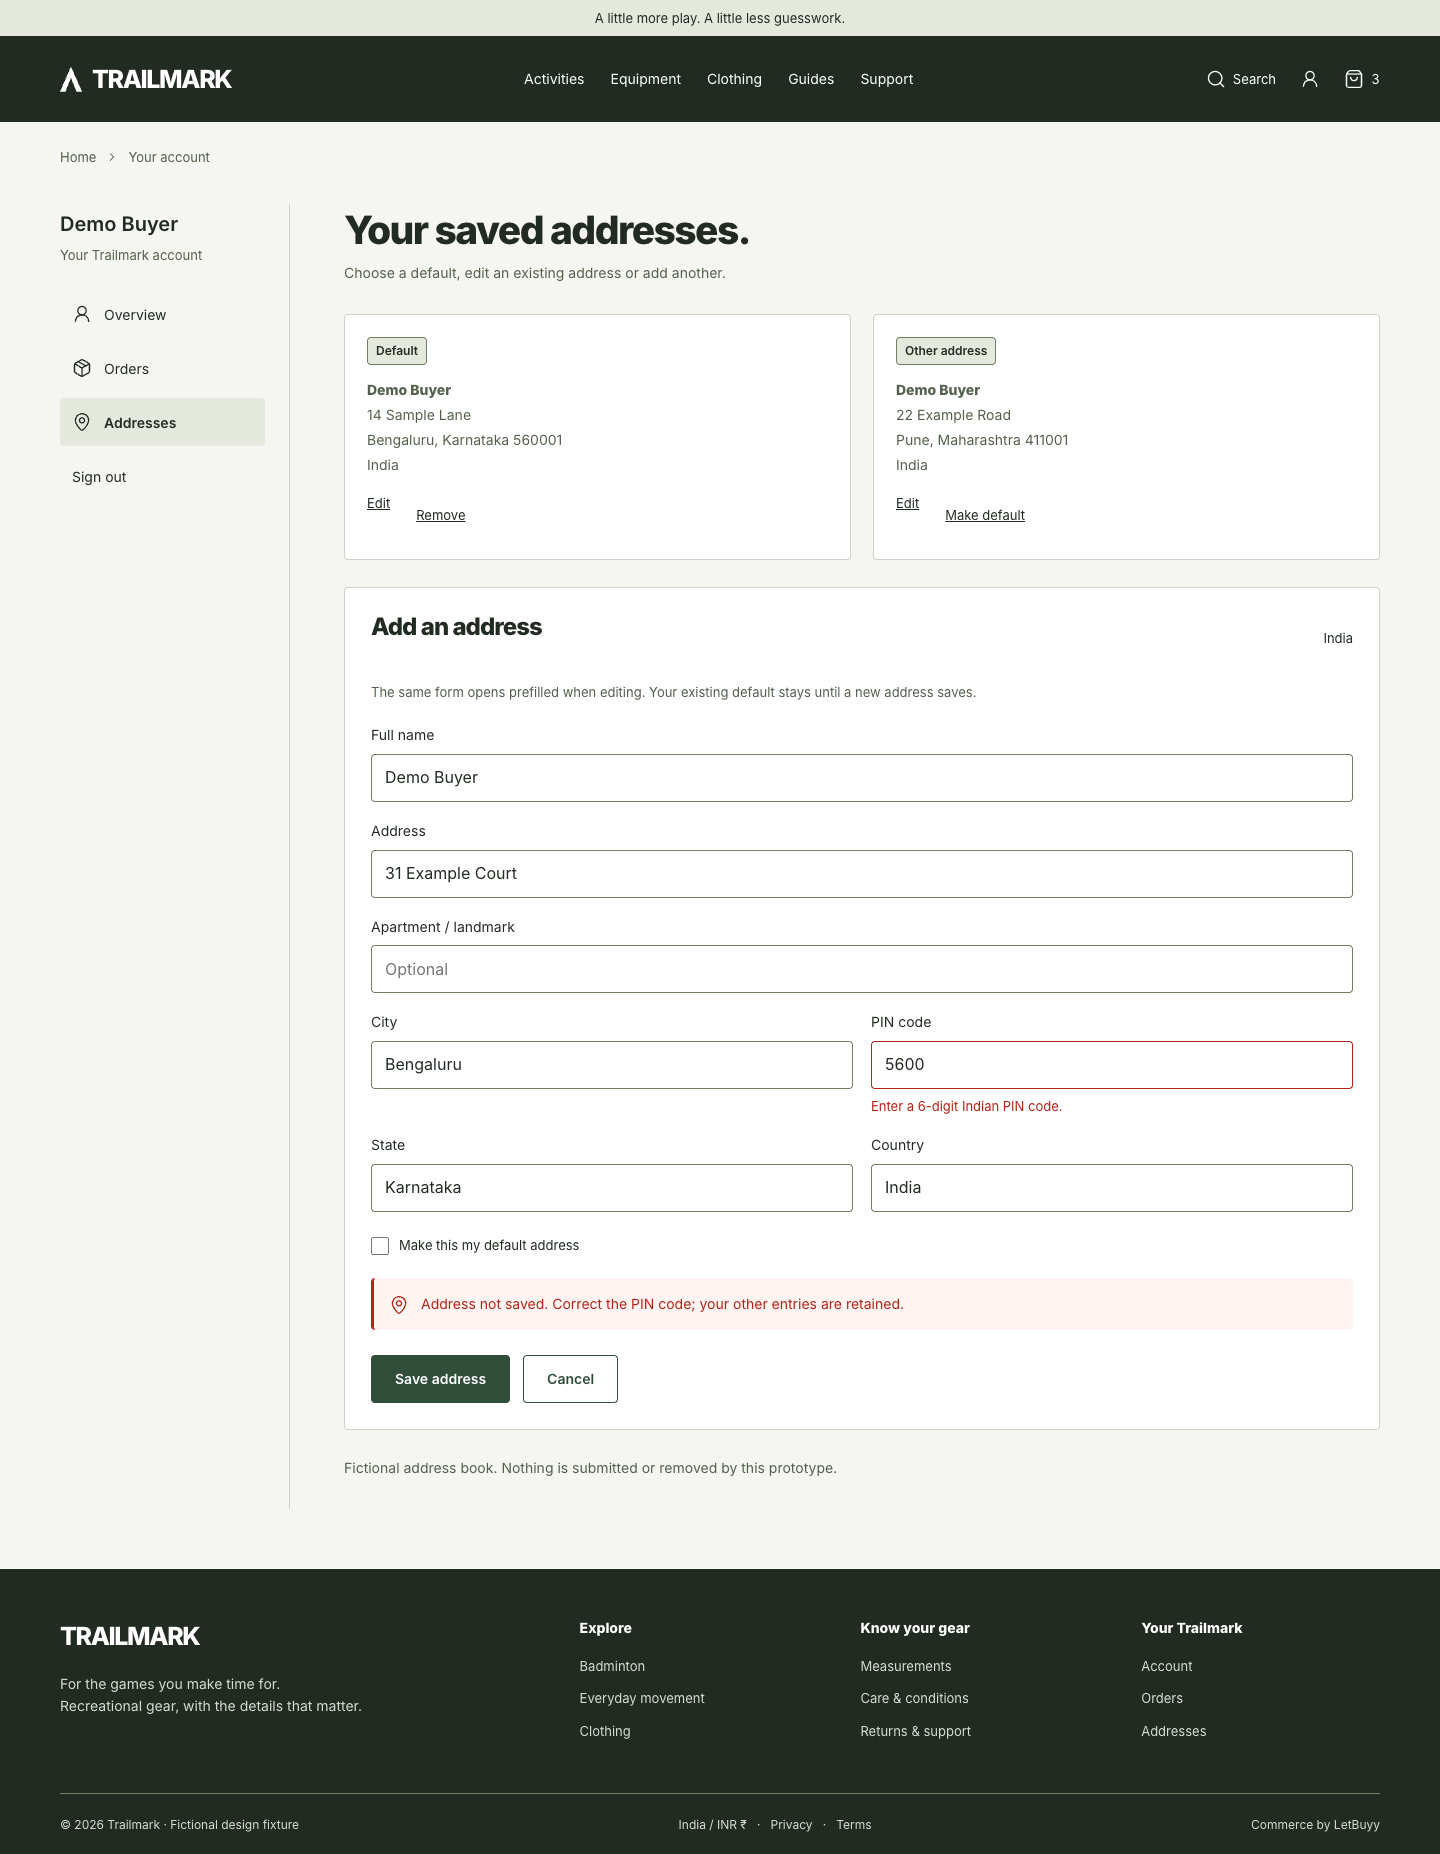 A little more play. A little less guesswork.
TRAILMARK
Activities
Equipment
Clothing
Guides
Support
Search
3
Home
Your account
Demo Buyer
Your Trailmark account
Overview
Orders
Addresses
Sign out
Your saved addresses.
Choose a default, edit an existing address or add another.
Default
Demo Buyer
14 Sample Lane
Bengaluru, Karnataka 560001
India
Edit
Remove
Other address
Demo Buyer
22 Example Road
Pune, Maharashtra 411001
India
Edit
Make default
Add an address
India
The same form opens prefilled when editing. Your existing default stays until a new address saves.
Full name
Demo Buyer
Address
31 Example Court
Apartment / landmark
Optional
City
Bengaluru
PIN code
5600
Enter a 6-digit Indian PIN code.
State
Karnataka
Country
India
Make this my default address
Address not saved. Correct the PIN code; your other entries are retained.
Save address
Cancel
Fictional address book. Nothing is submitted or removed by this prototype.
TRAILMARK
For the games you make time for.
Recreational gear, with the details that matter.
Explore
Badminton
Everyday movement
Clothing
Know your gear
Measurements
Care & conditions
Returns & support
Your Trailmark
Account
Orders
Addresses
© 2026 Trailmark · Fictional design fixture
India / INR ₹ · Privacy · Terms
Commerce by LetBuyy